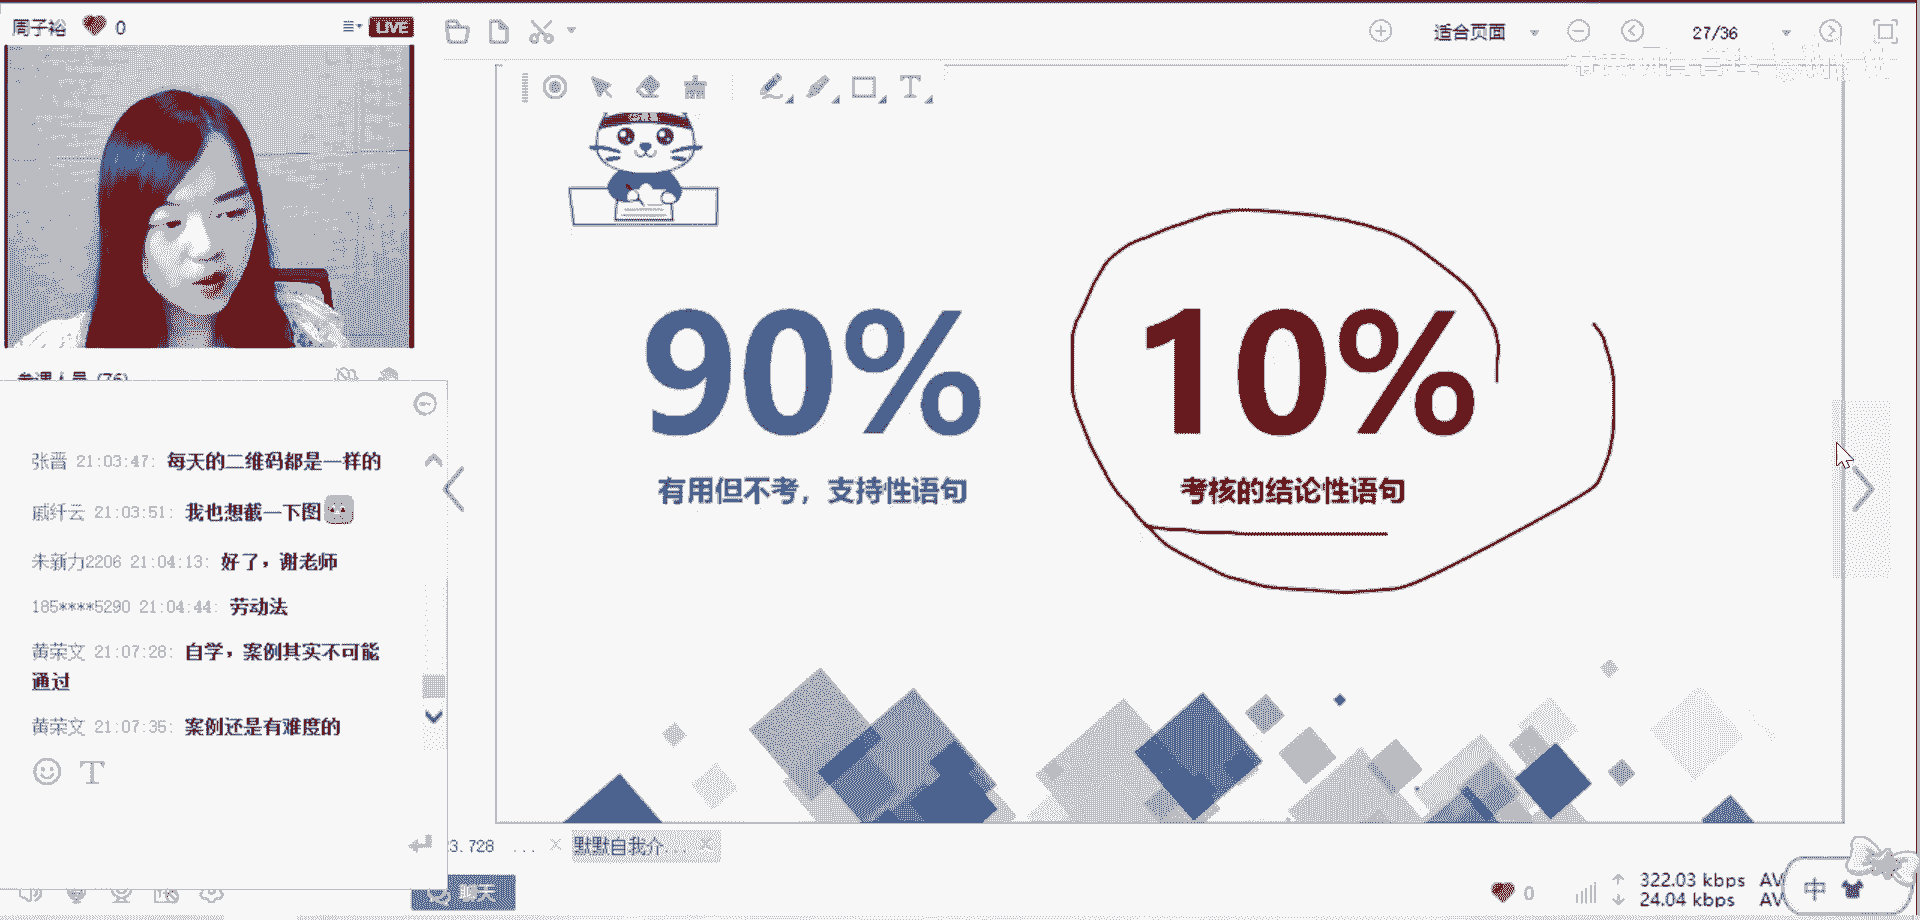 周子裕 0
LIVE
适合页面
27/36
90%
10%
有用但不考，支持性语句
考核的结论性语句
张晋 21:03:47: 每天的二维码都是一样的
戚纤云 21:03:51: 我也想截一下图
朱新力2206 21:04:13: 好了，谢老师
185****5290 21:04:44: 劳动法
黄荣文 21:07:28: 自学，案例其实不可能
通过
黄荣文 21:07:35: 案例还是有难度的
T
3.728 ...
默默自我介...
聊天
0
322.03 kbps AV
24.04 kbps AV
中